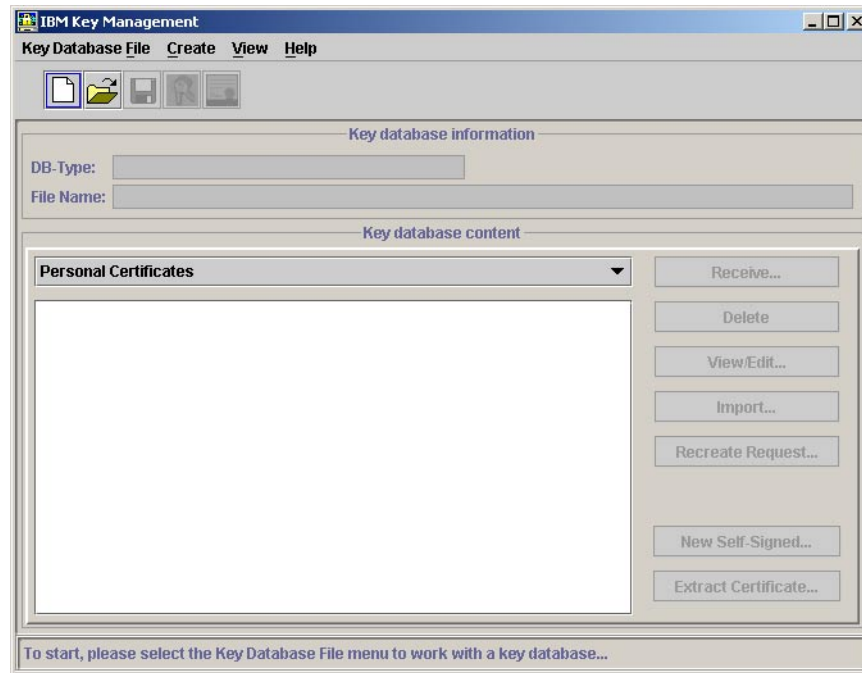 IBM Key Management
Key Database File Create View Help
Key database information
DB-Type:
File Name:
Key database content
Personal Certificates
Receive...
Delete
View/Edit...
Import...
Recreate Request...
New Self-Signed...
Extract Certificate...
To start, please select the Key Database File menu to work with a key database...